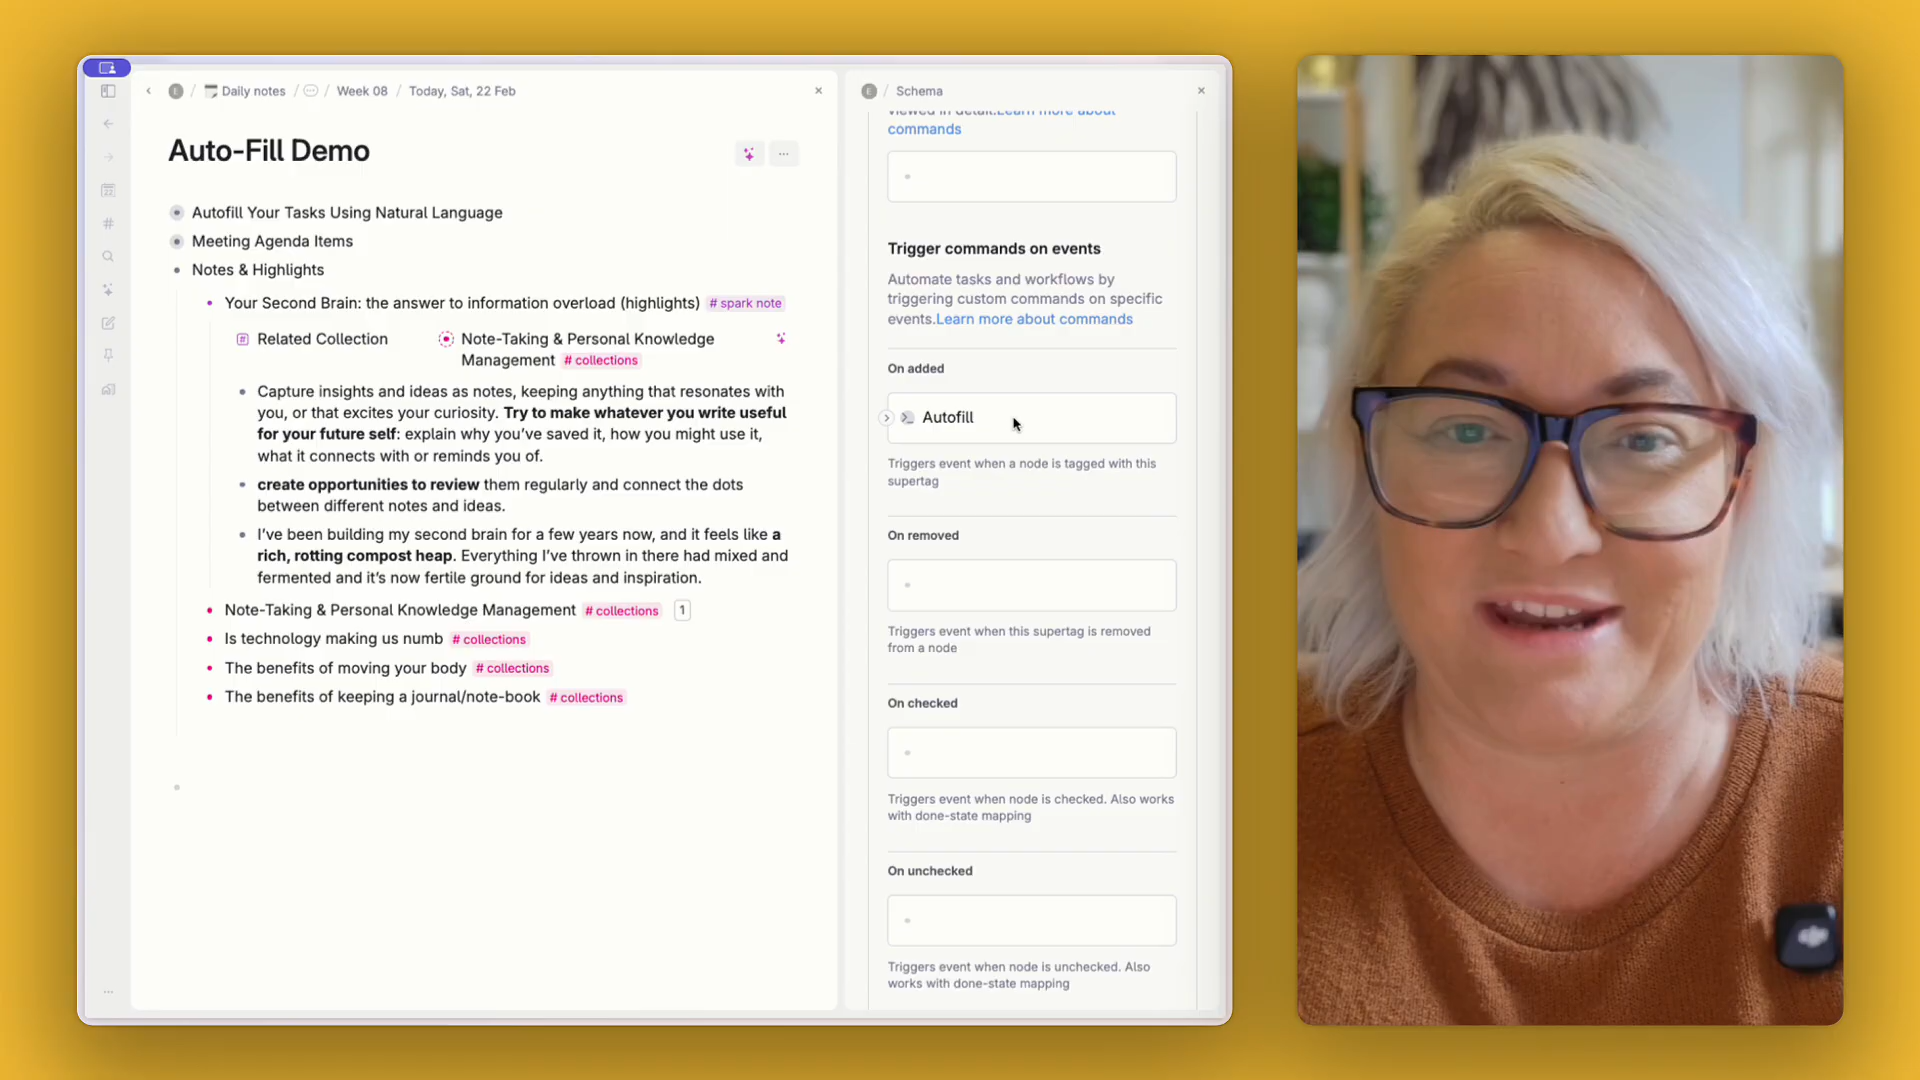 Daily notes / / Week 08 / Today, Sat, 22 Feb
Auto-Fill Demo
Autofill Your Tasks Using Natural Language
Meeting Agenda Items
Notes & Highlights
Your Second Brain: the answer to information overload (highlights) # spark note
Related Collection
Note-Taking & Personal Knowledge
Management # collections
Capture insights and ideas as notes, keeping anything that resonates with
you, or that excites your curiosity. Try to make whatever you write useful
for your future self: explain why you’ve saved it, how you might use it,
what it connects with or reminds you of.
create opportunities to review them regularly and connect the dots
between different notes and ideas.
I’ve been building my second brain for a few years now, and it feels like a
rich, rotting compost heap. Everything I’ve thrown in there had mixed and
fermented and it’s now fertile ground for ideas and inspiration.
Note-Taking & Personal Knowledge Management # collections 1
Is technology making us numb # collections
The benefits of moving your body # collections
The benefits of keeping a journal/note-book # collections
E / Schema
viewed in detail.Learn more about
commands
Trigger commands on events
Automate tasks and workflows by
triggering custom commands on specific
events.Learn more about commands
On added
Autofill
Triggers event when a node is tagged with this
supertag
On removed
Triggers event when this supertag is removed
from a node
On checked
Triggers event when node is checked. Also works
with done-state mapping
On unchecked
Triggers event when node is unchecked. Also
works with done-state mapping
dji